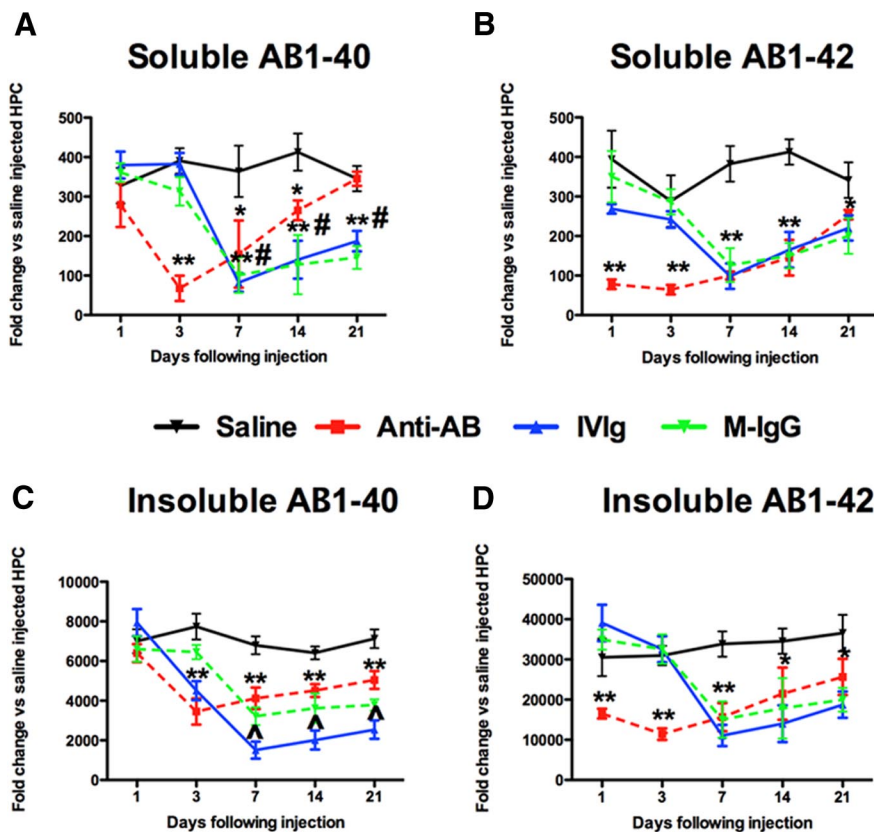 A
Soluble AB1-40
Fold change vs saline injected HPC
500
400
300
200
100
0
**
*
**#
*
**#
**#
1 3 7 14 21
Days following injection
B
Soluble AB1-42
Fold change vs saline injected HPC
500
400
300
200
100
0
**
**
**
**
*
1 3 7 14 21
Days following injection
Saline Anti-AB IVIg M-IgG
C
Insoluble AB1-40
Fold change vs saline injected HPC
10000
8000
6000
4000
2000
0
**
**
**
**
^
^
^
1 3 7 14 21
Days following injection
D
Insoluble AB1-42
Fold change vs saline injected HPC
50000
40000
30000
20000
10000
0
**
**
**
*
*
1 3 7 14 21
Days following injection